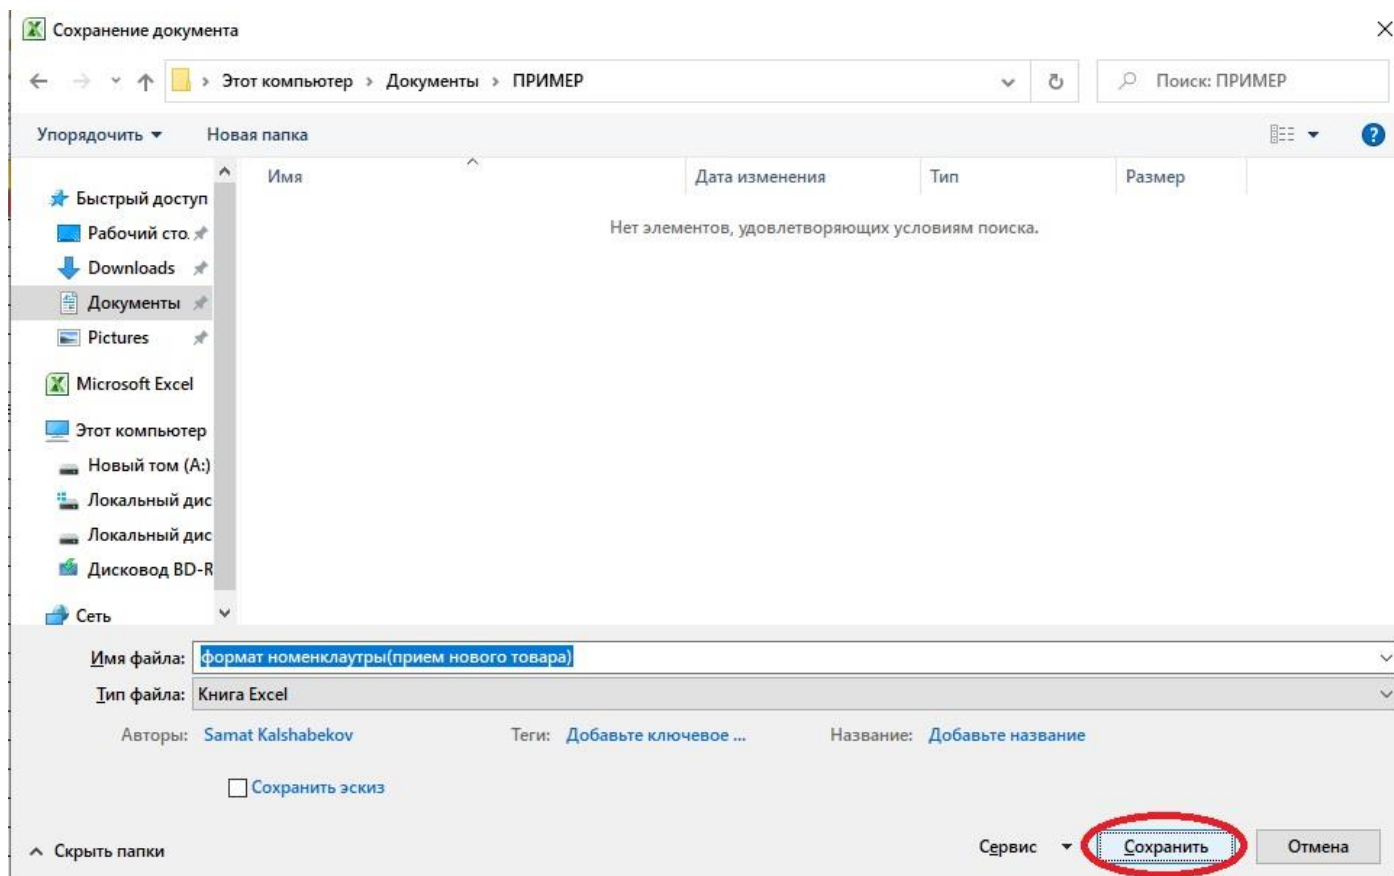 Сохранение документа
Этот компьютер > Документы > ПРИМЕР
Поиск: ПРИМЕР
Упорядочить
Новая папка
Имя
Дата изменения
Тип
Размер
Нет элементов, удовлетворяющих условиям поиска.
Быстрый доступ
Рабочий сто.
Downloads
Документы
Pictures
Microsoft Excel
Этот компьютер
Новый том (A:)
Локальный дис
Локальный дис
Дисковод BD-R
Сеть
Имя файла: формат номенклаутры(прием нового товара)
Тип файла: Книга Excel
Авторы: Samat Kalshabekov
Теги: Добавьте ключевое ...
Название: Добавьте название
Сохранить эскиз
Скрыть папки
Сервис
Сохранить
Отмена